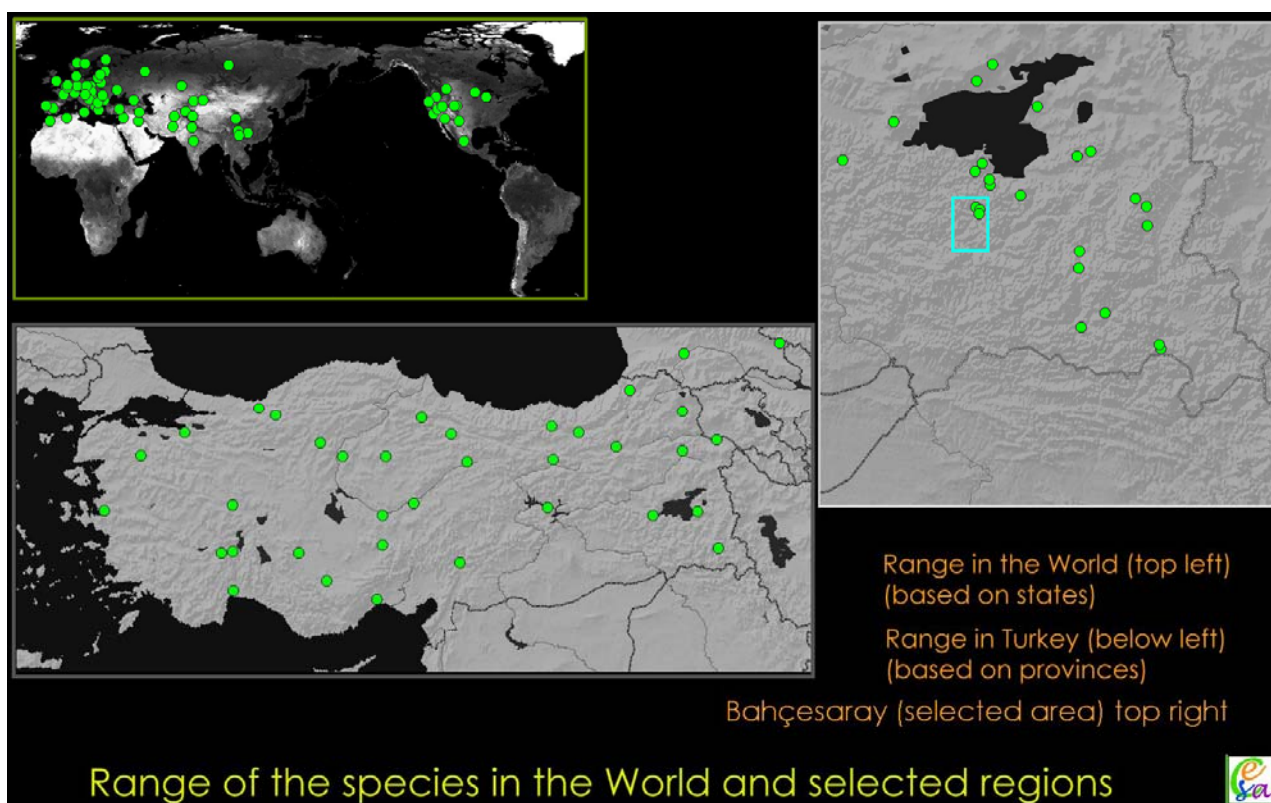 Range in the World (top left)
(based on states)
Range in Turkey (below left)
(based on provinces)
Bahçesaray (selected area) top right
Range of the species in the World and selected regions
esa